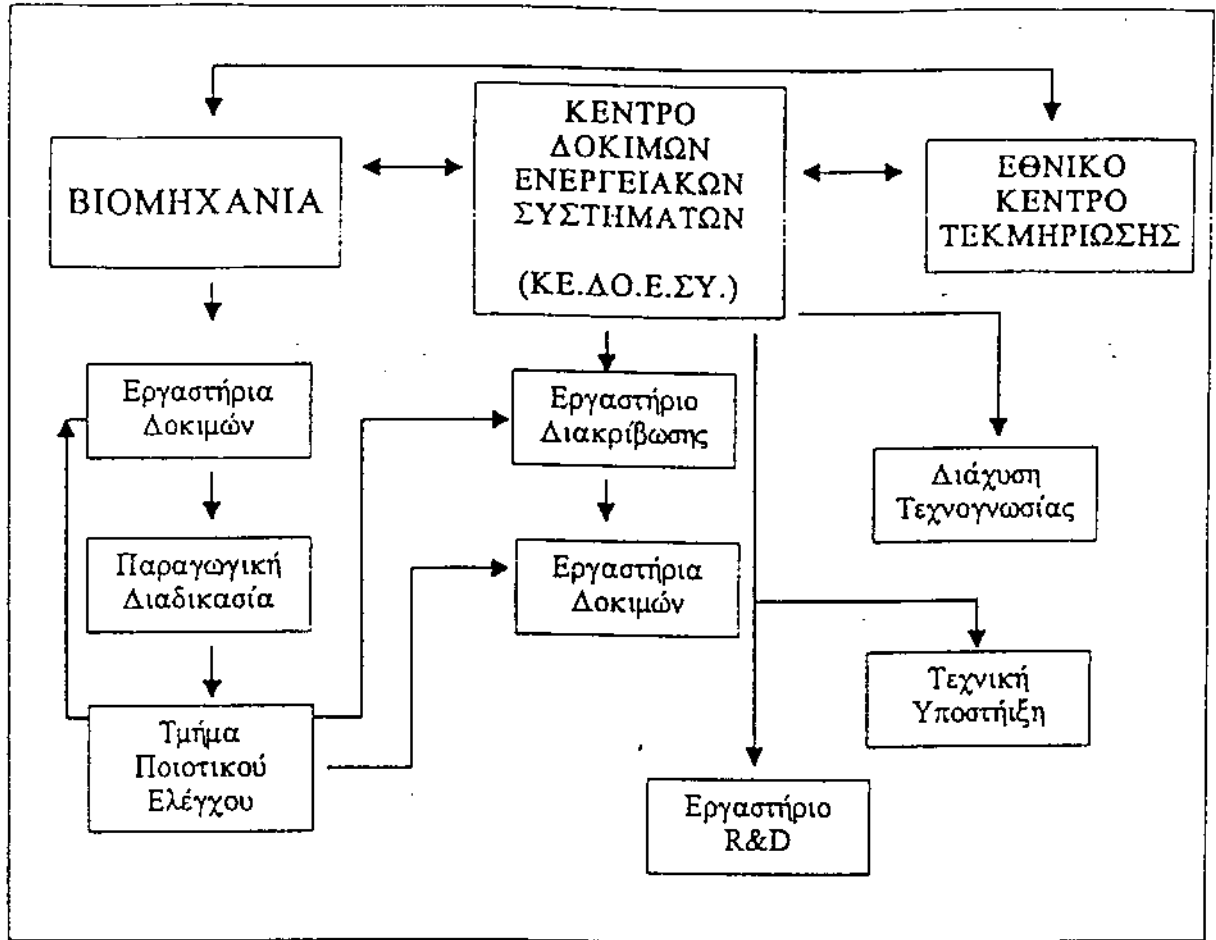 ΒΙΟΜΗΧΑΝΙΑ
ΚΕΝΤΡΟ
ΔΟΚΙΜΩΝ
ΕΝΕΡΓΕΙΑΚΩΝ
ΣΥΣΤΗΜΑΤΩΝ
(ΚΕ.ΔΟ.Ε.ΣΥ.)
ΕΘΝΙΚΟ
ΚΕΝΤΡΟ
ΤΕΚΜΗΡΙΩΣΗΣ
Εργαστήρια
Δοκιμών
Εργαστήριο
Διακρίβωσης
Διάχυση
Τεχνογνωσίας
Παραγωγική
Διαδικασία
Εργαστήρια
Δοκιμών
Τεχνική
Υποστήιξη
Τμήμα
Ποιοτικού
Ελέγχου
Εργαστήριο
R&D